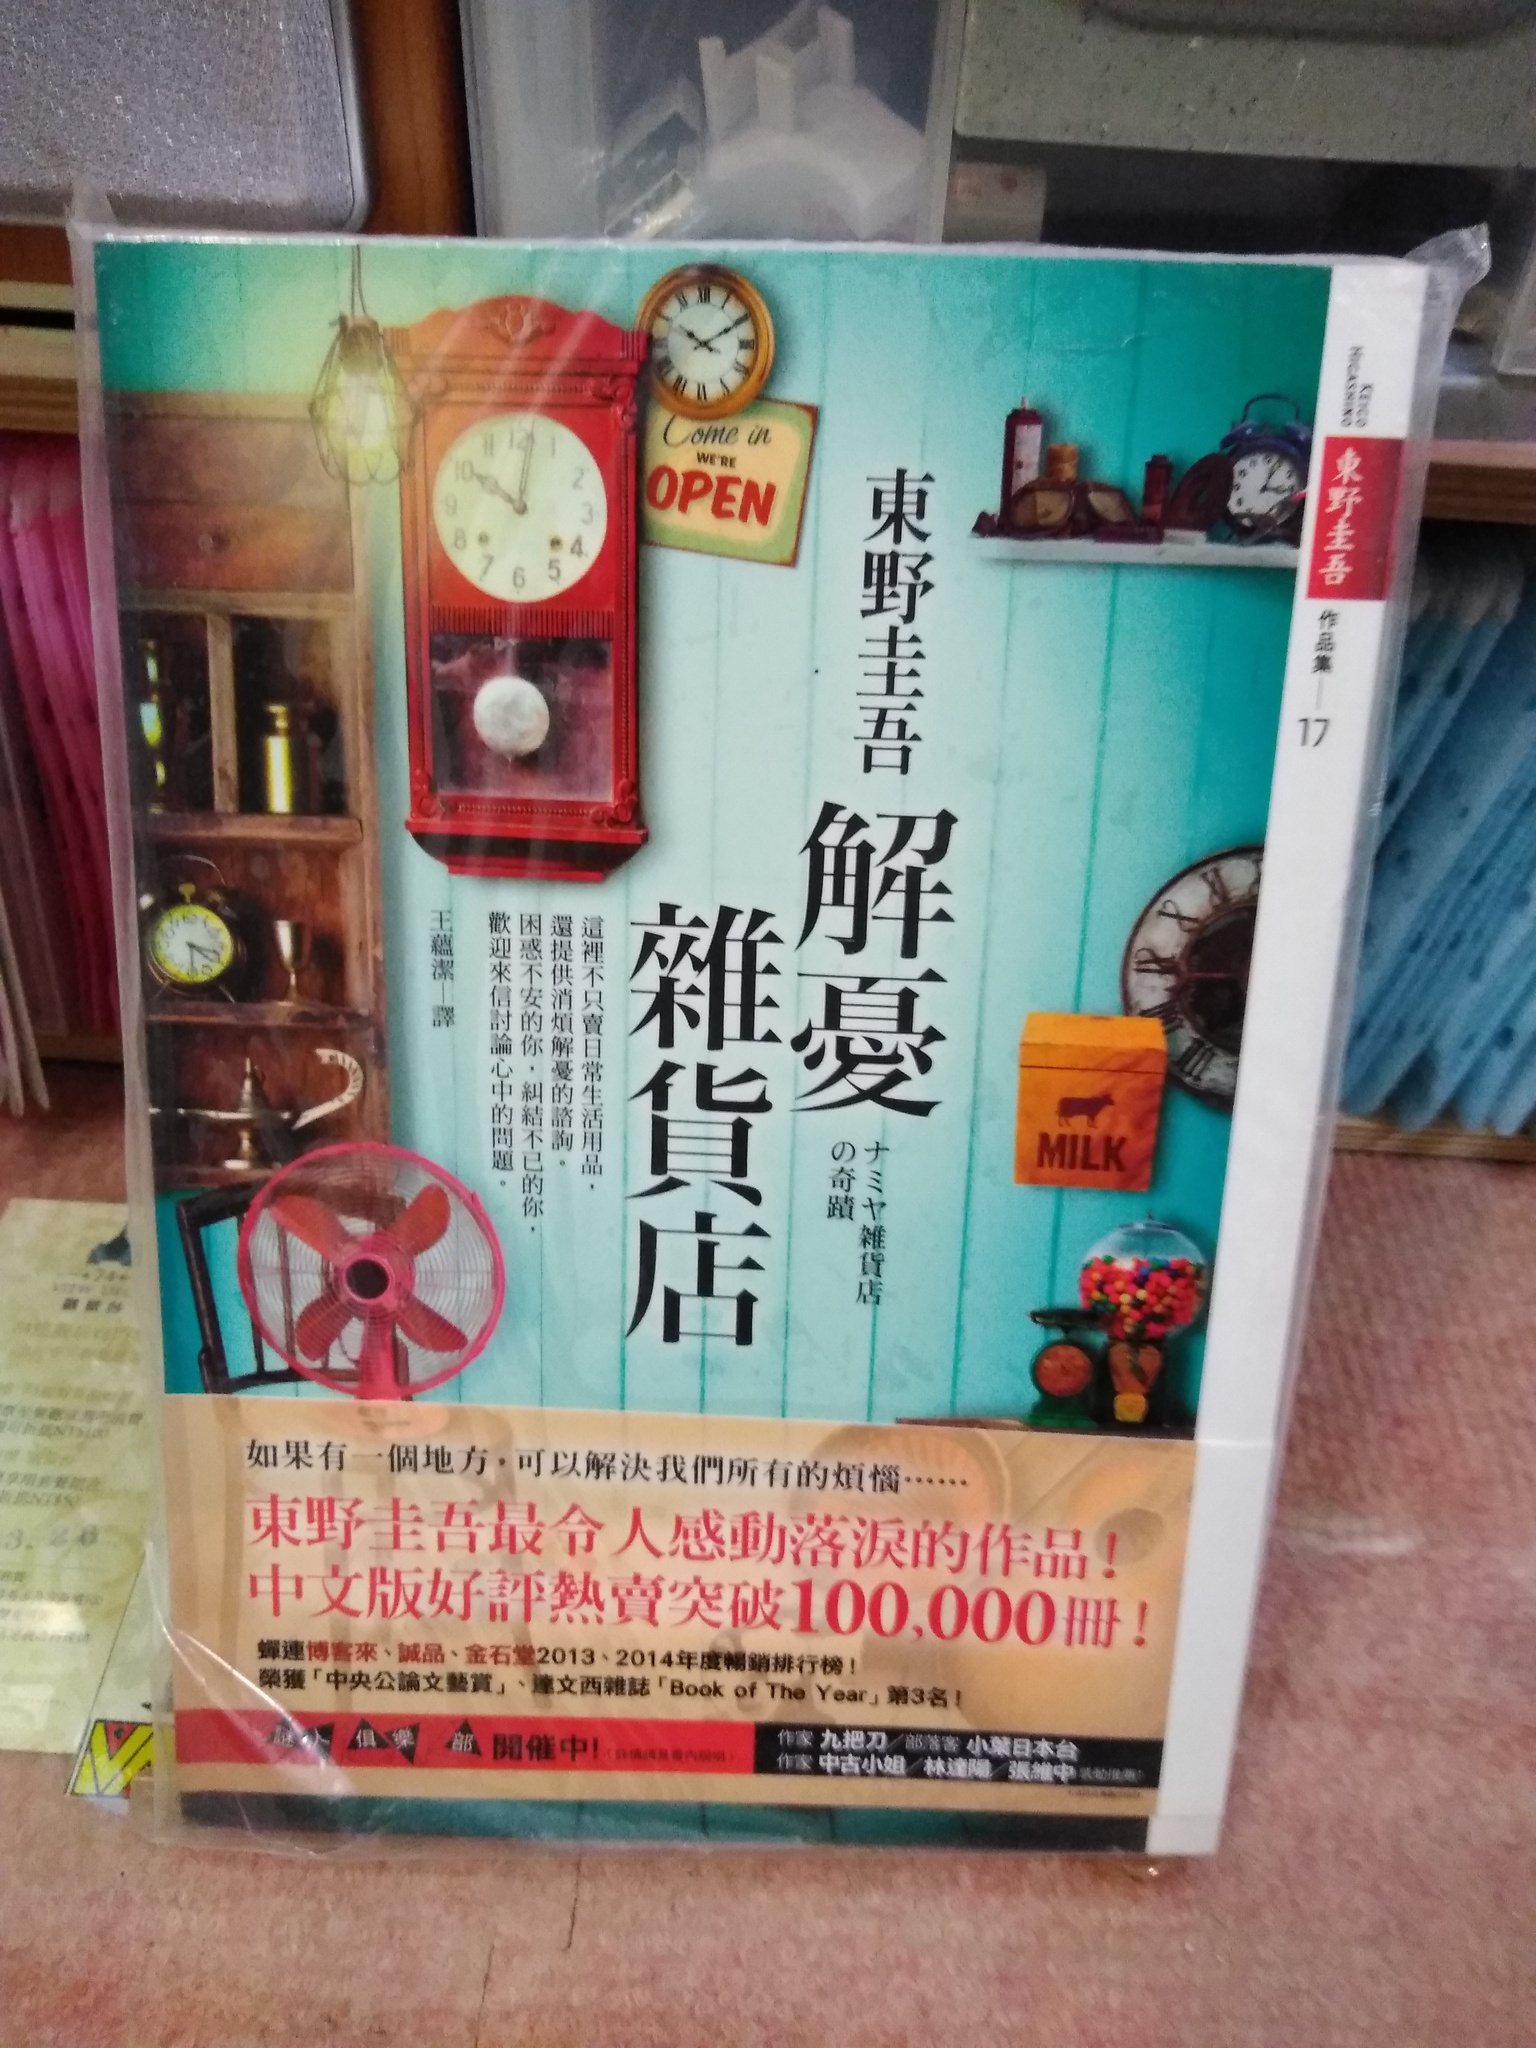 Come in
WE'RE
OPEN
東野圭吾
解憂
雜貨店
ナミヤ雑貨店
の奇蹟
這裡不只賣日常生活用品，
還提供消煩解憂的諮詢。
困惑不安的你，糾結不已的你，
歡迎來信討論心中的問題。
王蘊潔—譯
MILK
如果有一個地方，可以解決我們所有的煩惱……
東野圭吾最令人感動落淚的作品！
中文版好評熱賣突破100,000冊！
蟬連博客來、誠品、金石堂2013、2014年度暢銷排行榜！
榮獲「中央公論文藝賞」、達文西雜誌「Book of The Year」第3名！
謎人俱樂部 開催中！
作家 九把刀／部落客 小葉日本台
作家 中古小姐／林達陽／張維中
KEIGO
HIGASHINO
東野圭吾
作品集—17